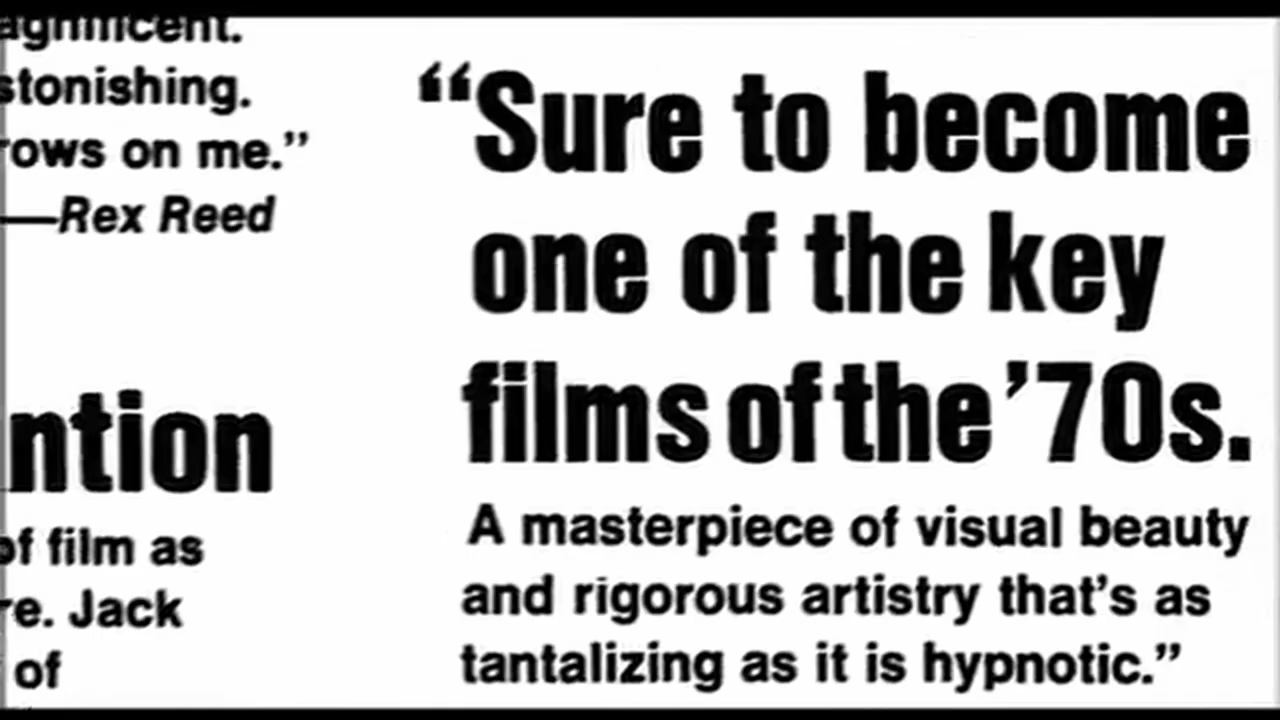 stonishing.
rows on me.”
—Rex Reed
ntion
of film as
re. Jack
of
“Sure to become
one of the key
films of the ’70s.
A masterpiece of visual beauty
and rigorous artistry that’s as
tantalizing as it is hypnotic.”